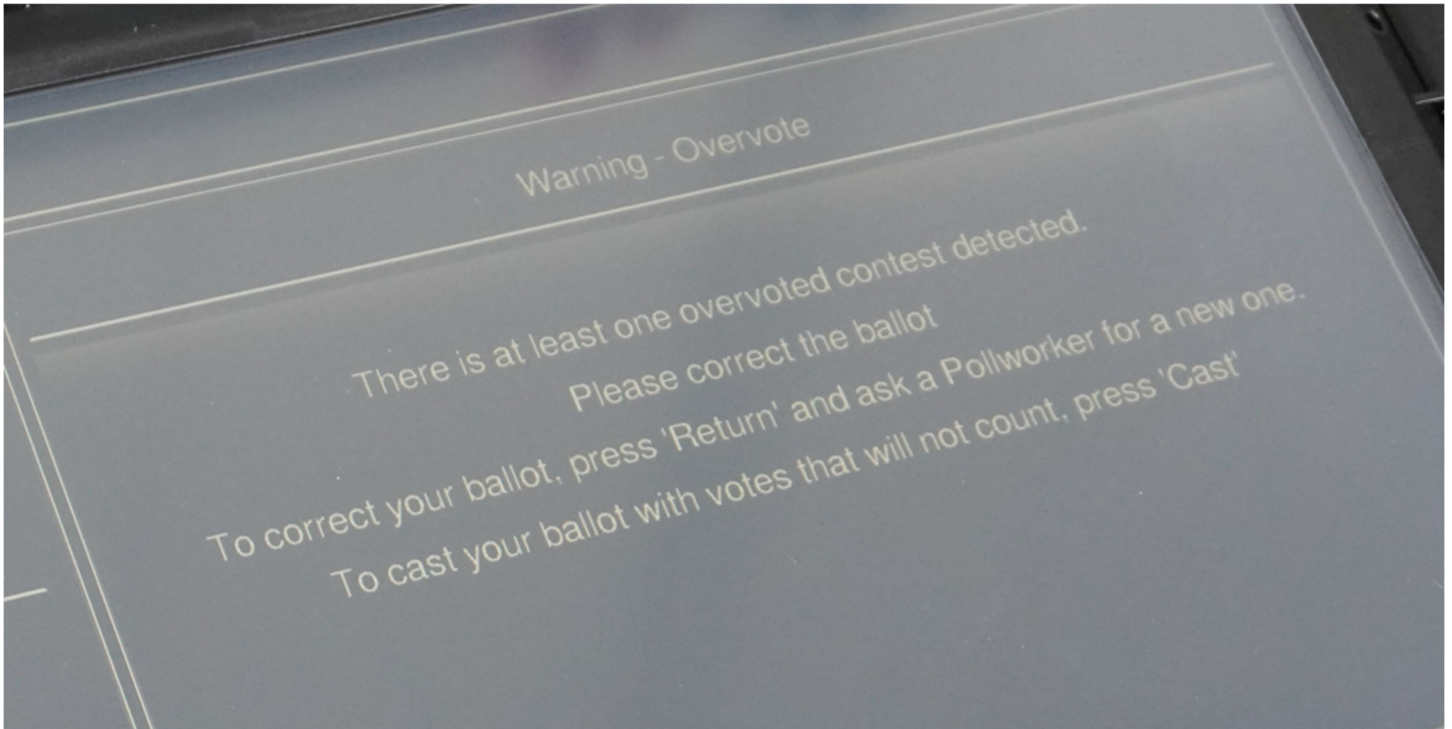 Warning - Overvote
There is at least one overvoted contest detected.
Please correct the ballot
To correct your ballot, press 'Return' and ask a Pollworker for a new one.
To cast your ballot with votes that will not count, press 'Cast'